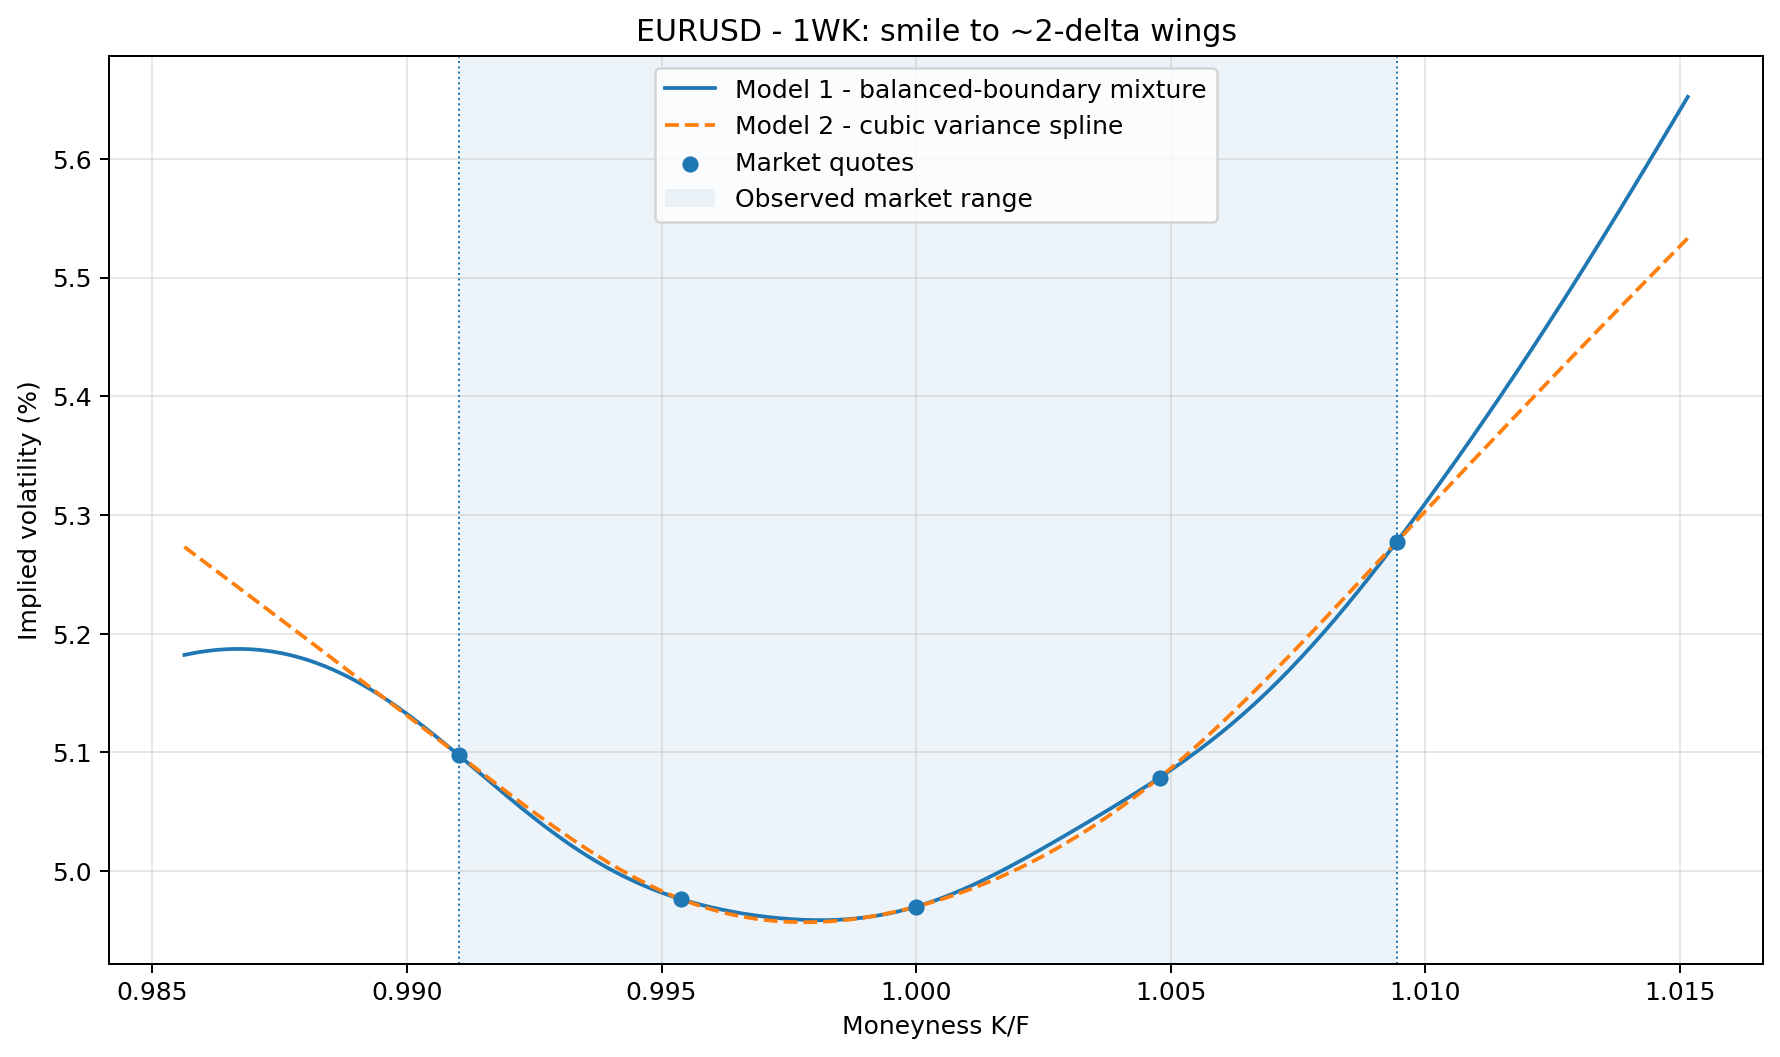 EURUSD - 1WK: smile to ~2-delta wings
Model 1 - balanced-boundary mixture
Model 2 - cubic variance spline
Market quotes
Observed market range
Implied volatility (%)
5.6
5.5
5.4
5.3
5.2
5.1
5.0
0.985 0.990 0.995 1.000 1.005 1.010 1.015
Moneyness K/F